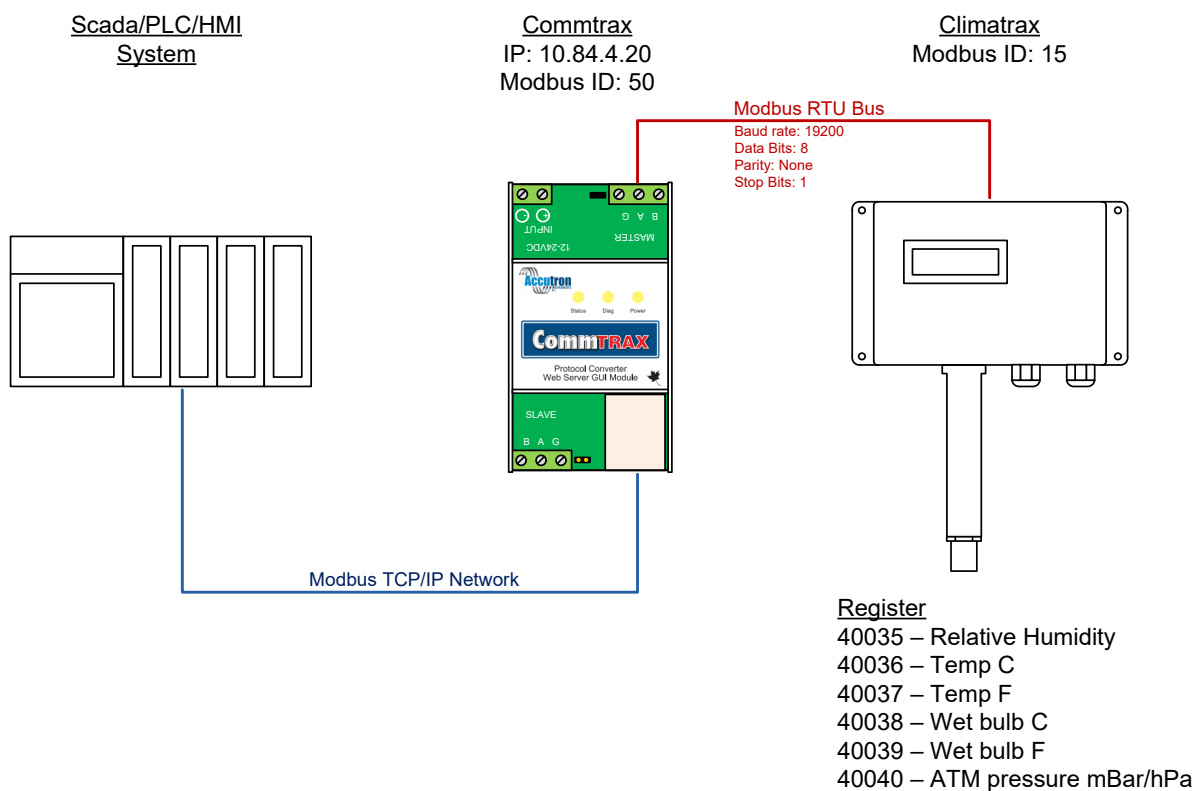 Scada/PLC/HMI
System
Commtrax
IP: 10.84.4.20
Modbus ID: 50
Climatrax
Modbus ID: 15
Modbus RTU Bus
Baud rate: 19200
Data Bits: 8
Parity: None
Stop Bits: 1
B A G
MASTER
- +
INPUT
12-24VDC
Accutron
Status Diag Power
CommTRAX
Protocol Converter
Web Server GUI Module
SLAVE
B A G
Modbus TCP/IP Network
Register
40035 – Relative Humidity
40036 – Temp C
40037 – Temp F
40038 – Wet bulb C
40039 – Wet bulb F
40040 – ATM pressure mBar/hPa